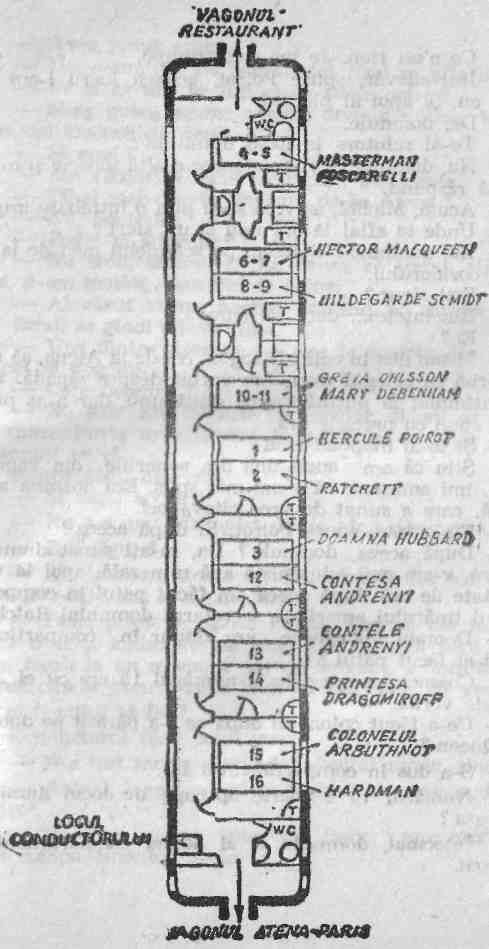 "VAGONUL-
RESTAURANT"
WC
4-5
MASTERMAN
FOSCARELLI
T
T
6-7
HECTOR MACQUEEN
8-9
HILDEGARDE SCMIDT
T
T
GRETA OHLSSON
MARY DEBENHAM
10-11
T
1
HERCULE POIROT
2
RATCHETT
T
T
3
DOAMNA HUBBARD
12
CONTESA
ANDRENYI
T
T
13
CONTELE
ANDRENYI
14
PRINŢESA
DRAGOMIROFF
T
T
15
COLONELUL
ARBUTHNOT
16
HARDMAN
T
WC
LOCUL
CONDUCTORULUI
VAGONUL ATENA-PARIS